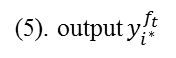 (5). output $y_{i^*}^{f_t}$